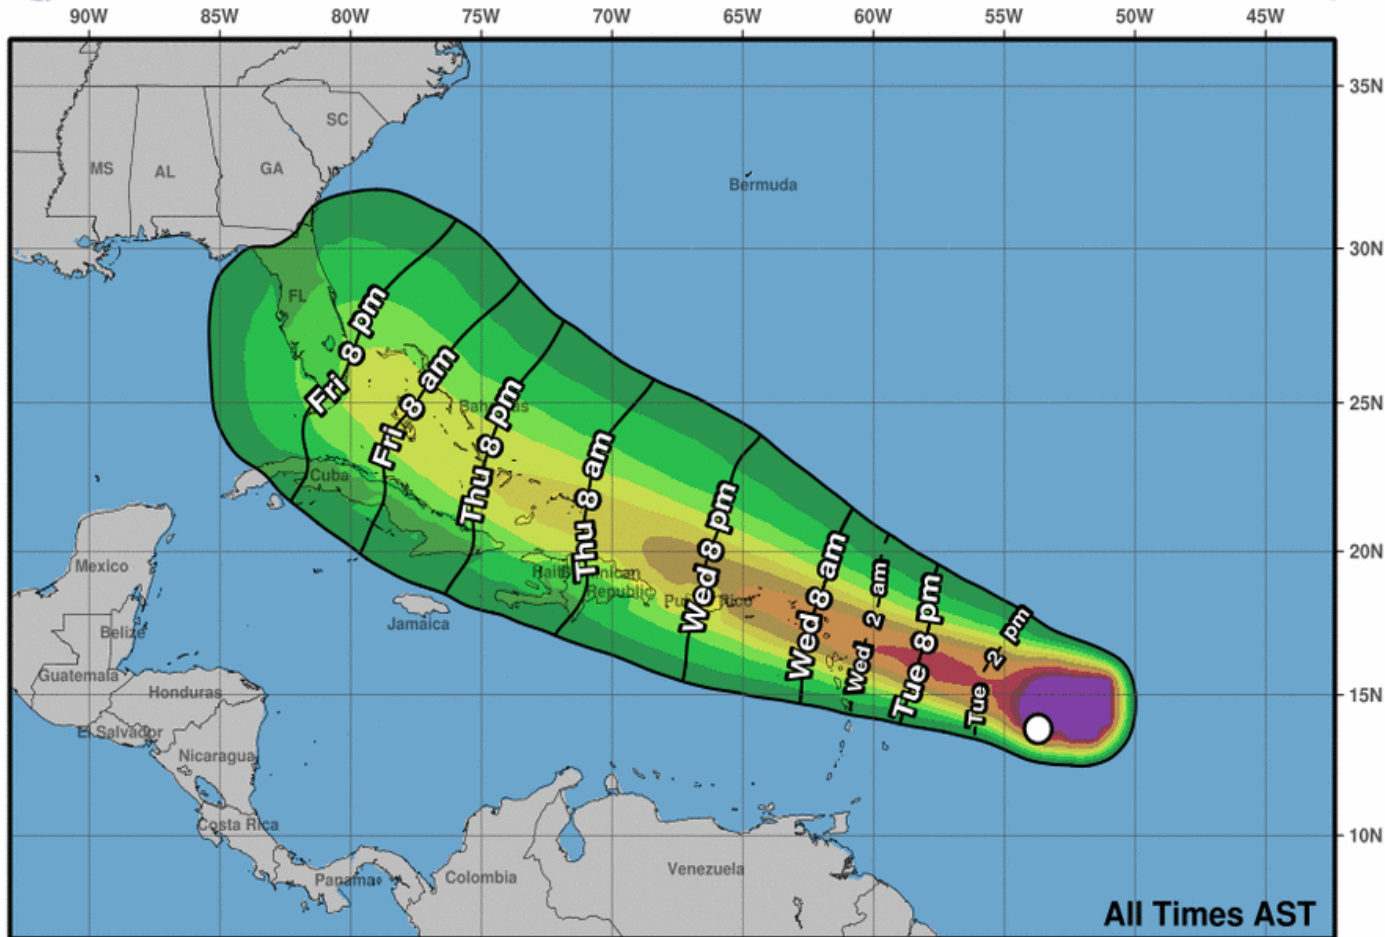 90W 85W 80W 75W 70W 65W 60W 55W 50W 45W
35N
SC
MS AL GA
Bermuda
30N
FL
Fri 8 pm
Fri 8 am
Thu 8 pm
Thu 8 am
Wed 8 pm
Wed 8 am
Wed 2 am
Tue 8 pm
Tue 2 pm
25N
Bahamas
Cuba
20N
Mexico
Haiti
Dominican
Republic
Puerto Rico
Jamaica
Belize
Guatemala
Honduras
15N
El Salvador
Nicaragua
Costa Rica
10N
Panama
Colombia
Venezuela
All Times AST